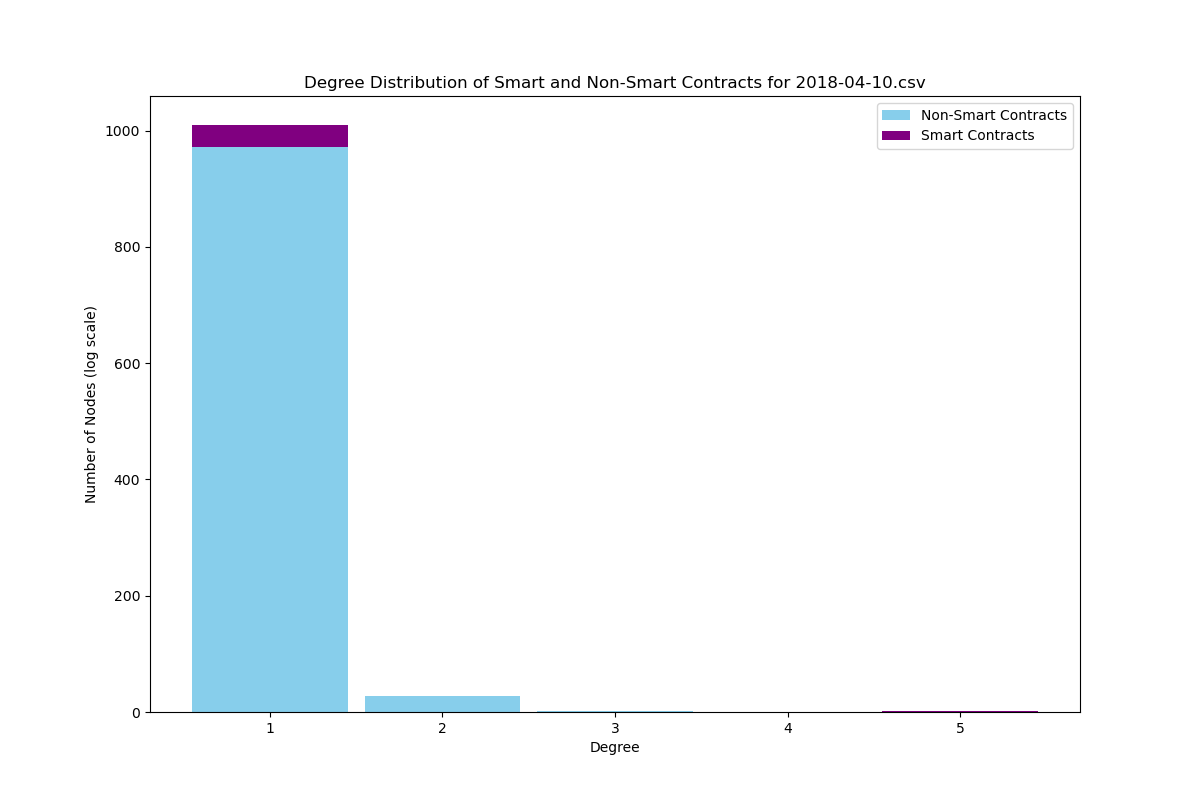 Degree Distribution of Smart and Non-Smart Contracts for 2018-04-10.csv
Non-Smart Contracts
Smart Contracts
1000
800
600
400
200
0
Number of Nodes (log scale)
1 2 3 4 5
Degree